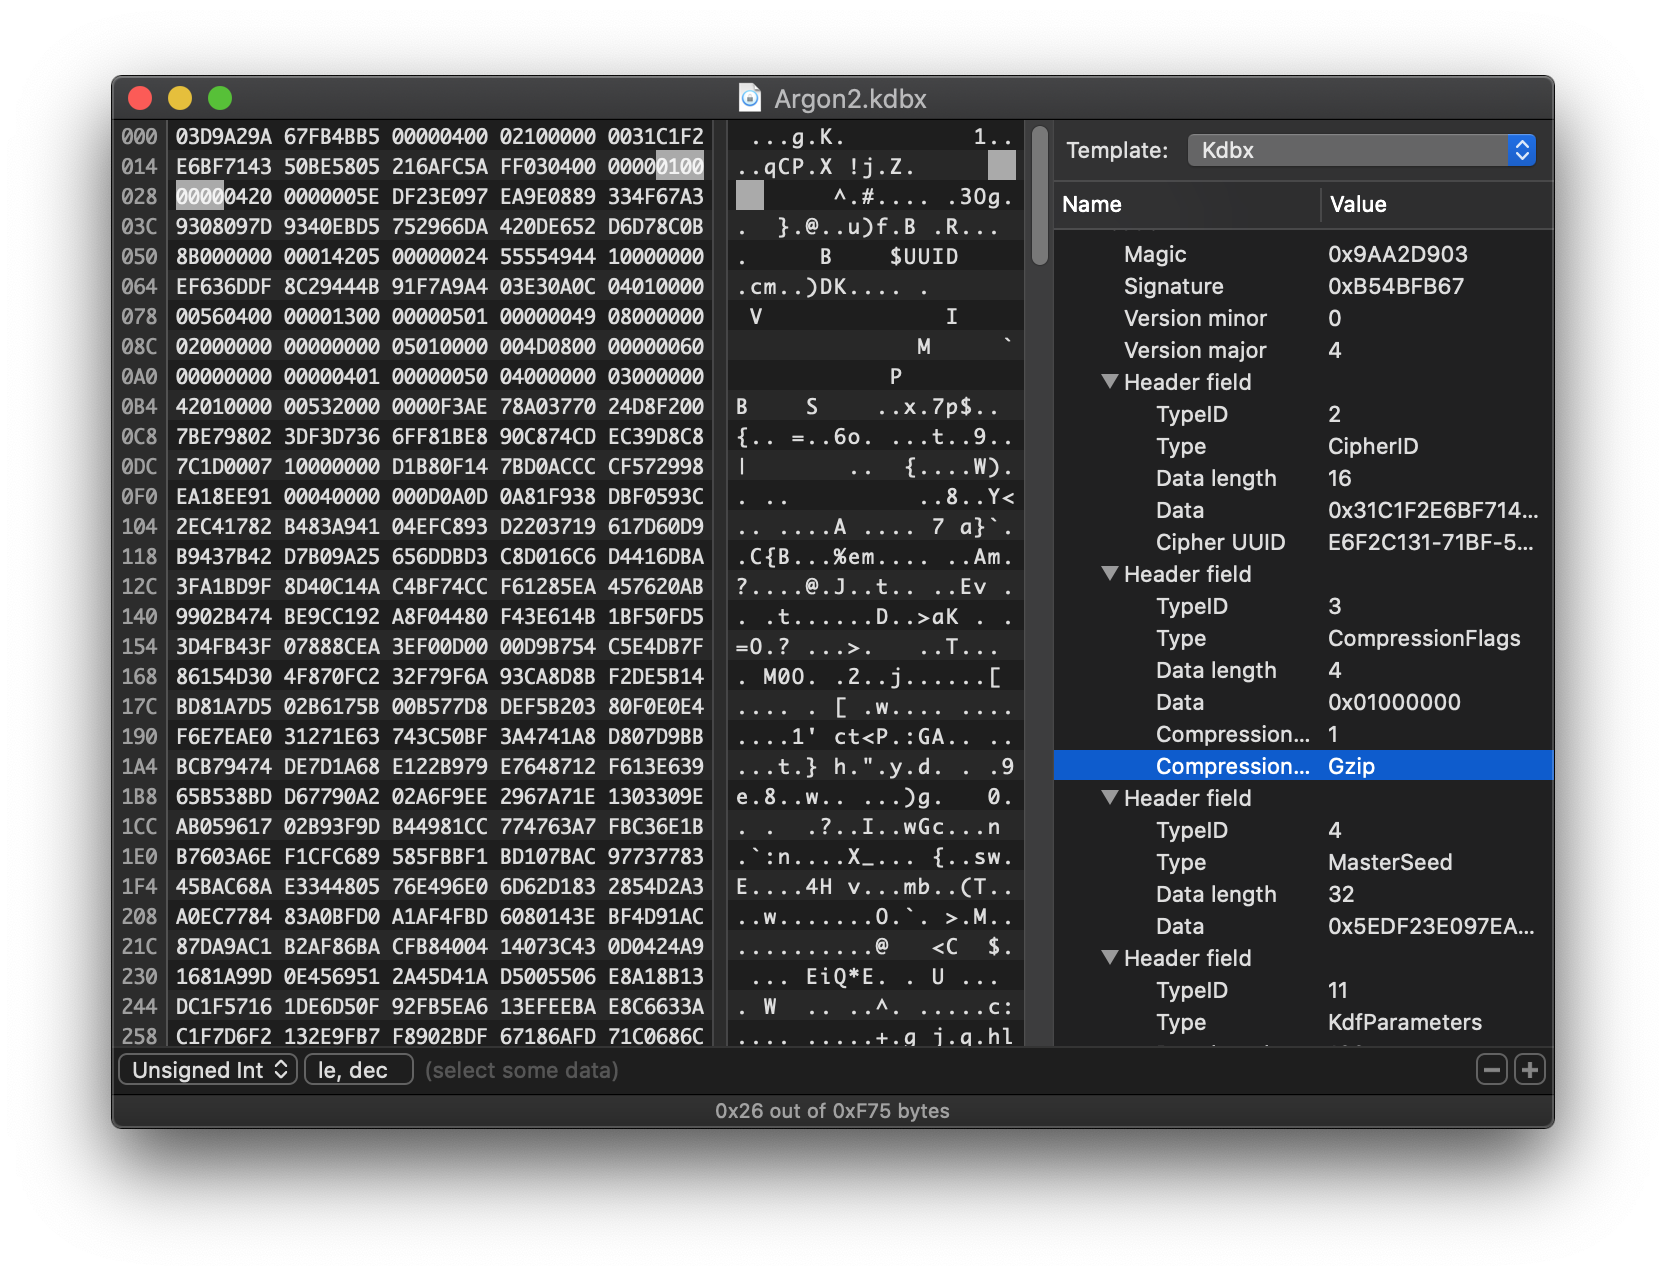 Argon2.kdbx
000 03D9A29A 67FB4BB5 00000400 02100000 0031C1F2 ...g.K. 1..
014 E6BF7143 50BE5805 216AFC5A FF030400 00000100 ..qCP.X !j.Z.
028 00000420 0000005E DF23E097 EA9E0889 334F67A3 ^.#.... .3Og.
03C 9308097D 9340EBD5 752966DA 420DE652 D6D78C0B . }.@..u)f.B .R...
050 8B000000 00014205 00000024 55554944 10000000 . B $UUID
064 EF636DDF 8C29444B 91F7A9A4 03E30A0C 04010000 .cm..)DK.... .
078 00560400 00001300 00000501 00000049 08000000 V I
08C 02000000 00000000 05010000 004D0800 00000060 M `
0A0 00000000 00000401 00000050 04000000 03000000 P
0B4 42010000 00532000 0000F3AE 78A03770 24D8F200 B S ..x.7p$..
0C8 7BE79802 3DF3D736 6FF81BE8 90C874CD EC39D8C8 {.. =..6o. ...t..9..
0DC 7C1D0007 10000000 D1B80F14 7BD0ACCC CF572998 | .. {....W).
0F0 EA18EE91 00040000 000D0A0D 0A81F938 DBF0593C . .. ..8..Y<
104 2EC41782 B483A941 04EFC893 D2203719 617D60D9 .. ....A .... 7 a}`.
118 B9437B42 D7B09A25 656DDBD3 C8D016C6 D4416DBA .C{B...%em.... ..Am.
12C 3FA1BD9F 8D40C14A C4BF74CC F61285EA 457620AB ?....@.J..t.. ..Ev .
140 9902B474 BE9CC192 A8F04480 F43E614B 1BF50FD5 . .t......D..>aK . .
154 3D4FB43F 07888CEA 3EF00D00 00D9B754 C5E4DB7F =O.? ...>. ..T...
168 86154D30 4F870FC2 32F79F6A 93CA8D8B F2DE5B14 . M0O. .2..j......[
17C BD81A7D5 02B6175B 00B577D8 DEF5B203 80F0E0E4 .... . [ .w.... ....
190 F6E7EAE0 31271E63 743C50BF 3A4741A8 D807D9BB ....1' ct<P.:GA.. ..
1A4 BCB79474 DE7D1A68 E122B979 E7648712 F613E639 ...t.} h.".y.d. . .9
1B8 65B538BD D67790A2 02A6F9EE 2967A71E 1303309E e.8..w.. ...)g. 0.
1CC AB059617 02B93F9D B44981CC 774763A7 FBC36E1B . . .?..I..wGc...n
1E0 B7603A6E F1CFC689 585FBBF1 BD107BAC 97737783 .`:n....X_... {..sw.
1F4 45BAC68A E3344805 76E496E0 6D62D183 2854D2A3 E....4H v...mb..(T..
208 A0EC7784 83A0BFD0 A1AF4FBD 6080143E BF4D91AC ..w.......O.`. >.M..
21C 87DA9AC1 B2AF86BA CFB84004 14073C43 0D0424A9 ..........@ <C $.
230 1681A99D 0E456951 2A45D41A D5005506 E8A18B13 ... EiQ*E. . U ...
244 DC1F5716 1DE6D50F 92FB5EA6 13EFEEBA E8C6633A . W .. ..^. .....c:
258 C1F7D6F2 132E9FB7 F8902BDF 67186AFD 71C0686C .... .....+.g j.q.hl
Template: Kdbx
Name Value
Magic 0x9AA2D903
Signature 0xB54BFB67
Version minor 0
Version major 4
Header field
TypeID 2
Type CipherID
Data length 16
Data 0x31C1F2E6BF714...
Cipher UUID E6F2C131-71BF-5...
Header field
TypeID 3
Type CompressionFlags
Data length 4
Data 0x01000000
Compression... 1
Compression... Gzip
Header field
TypeID 4
Type MasterSeed
Data length 32
Data 0x5EDF23E097EA...
Header field
TypeID 11
Type KdfParameters
Unsigned Int le, dec (select some data)
0x26 out of 0xF75 bytes